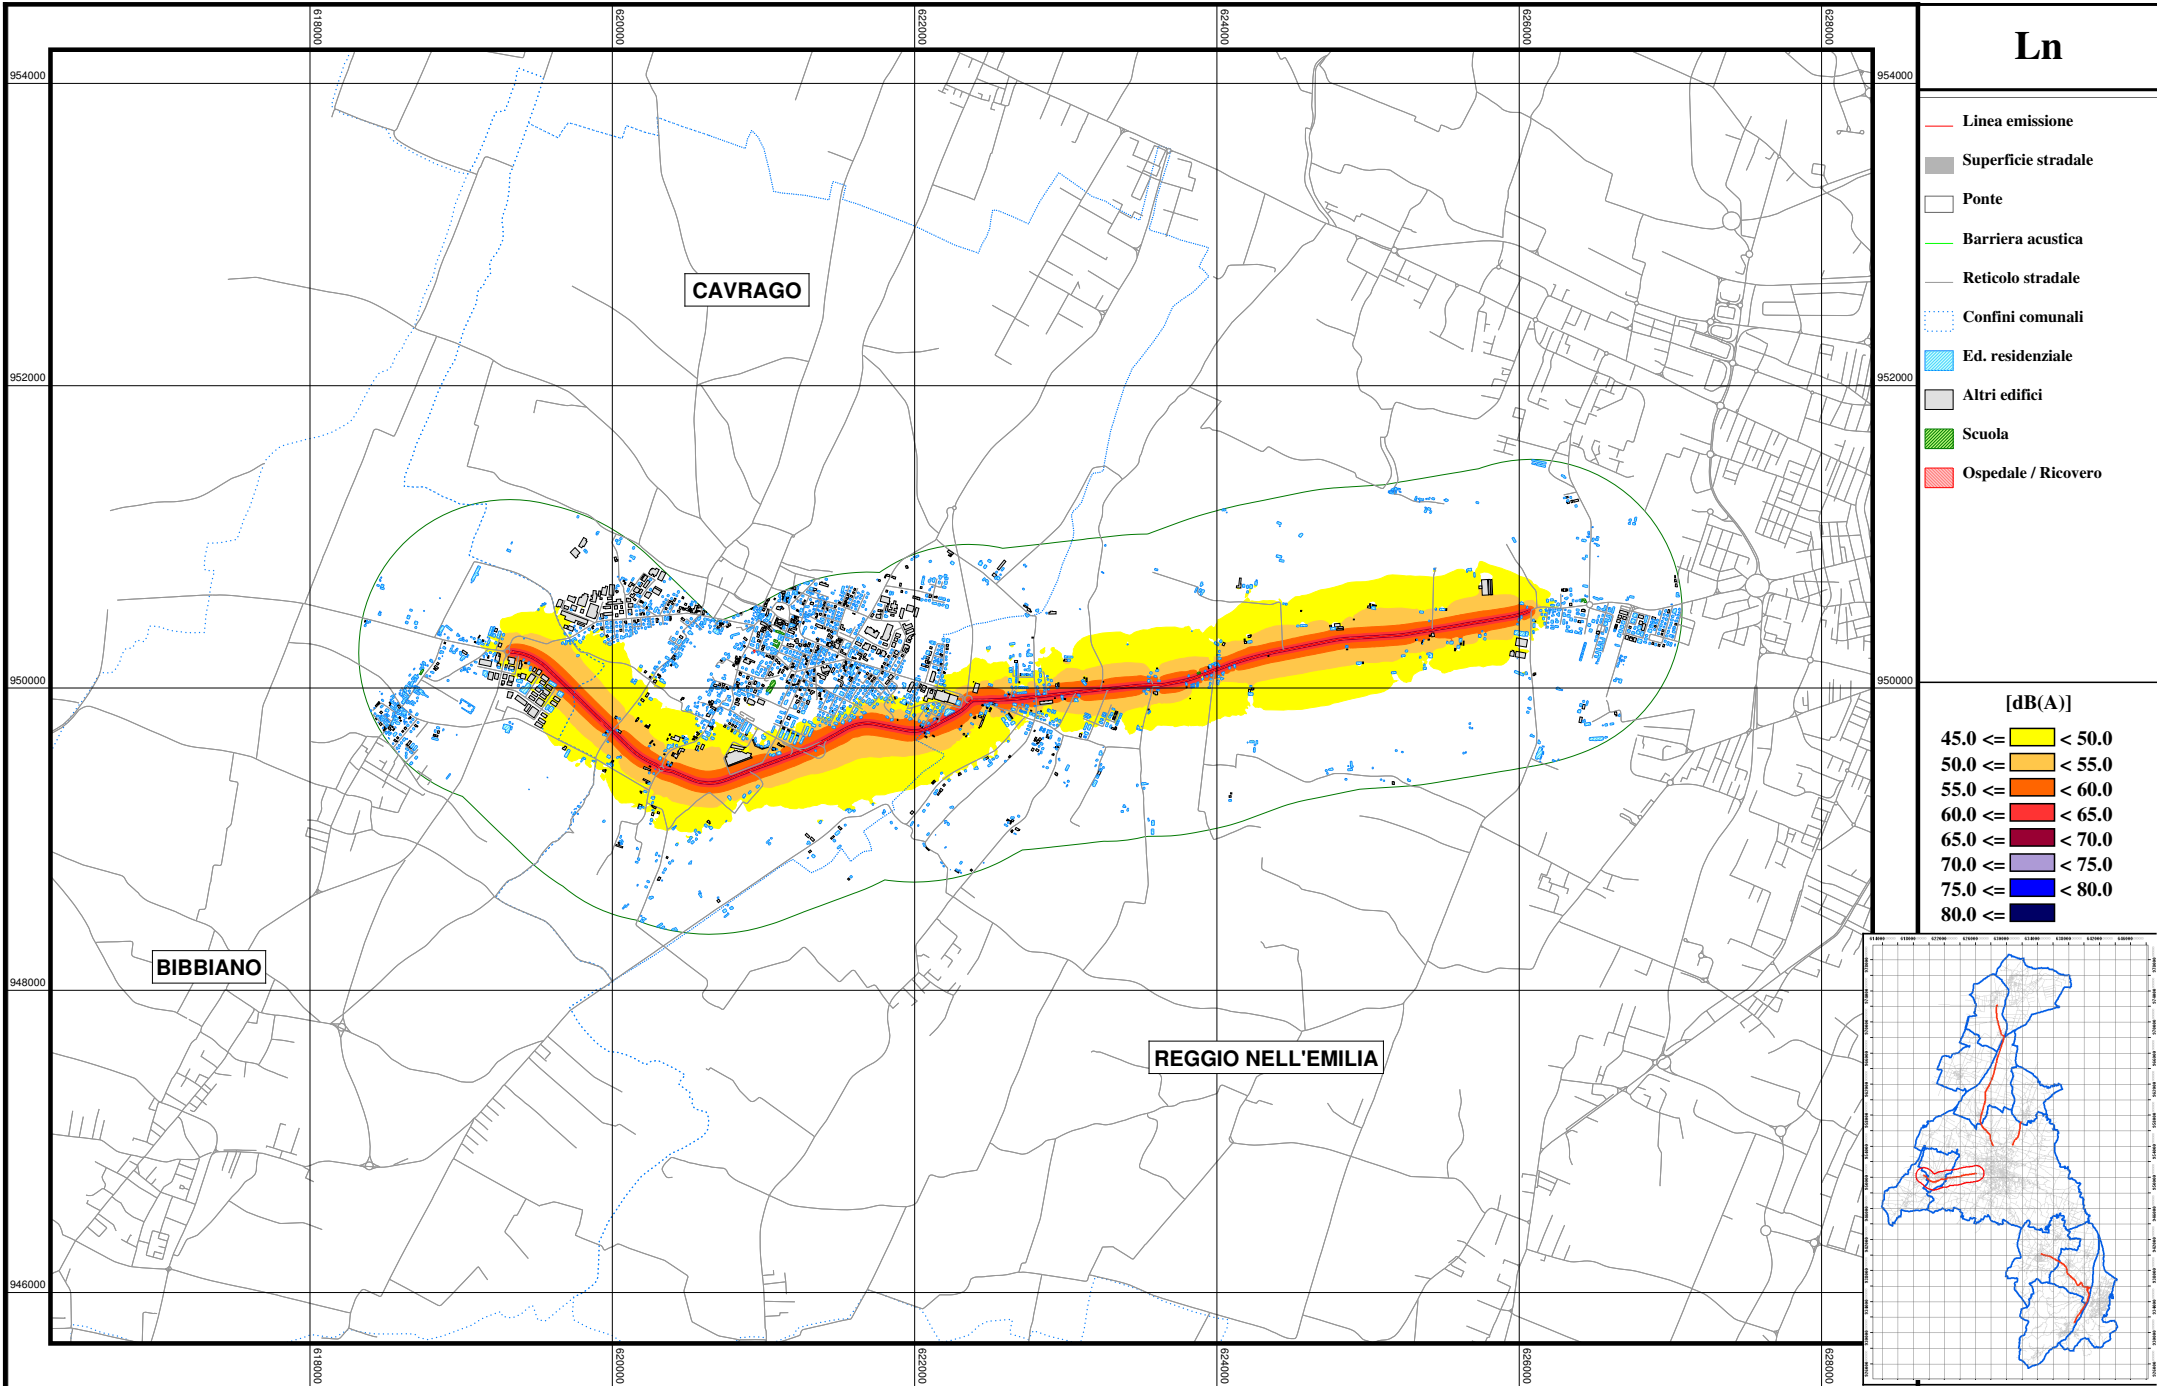 618000
620000
622000
624000
626000
628000
954000
954000
952000
952000
950000
950000
948000
946000
618000
620000
622000
624000
626000
628000
CAVRAGO
BIBBIANO
REGGIO NELL'EMILIA
Ln
Linea emissione
Superficie stradale
Ponte
Barriera acustica
Reticolo stradale
Confini comunali
Ed. residenziale
Altri edifici
Scuola
Ospedale / Ricovero
[dB(A)]
45.0 <= < 50.0
50.0 <= < 55.0
55.0 <= < 60.0
60.0 <= < 65.0
65.0 <= < 70.0
70.0 <= < 75.0
75.0 <= < 80.0
80.0 <=